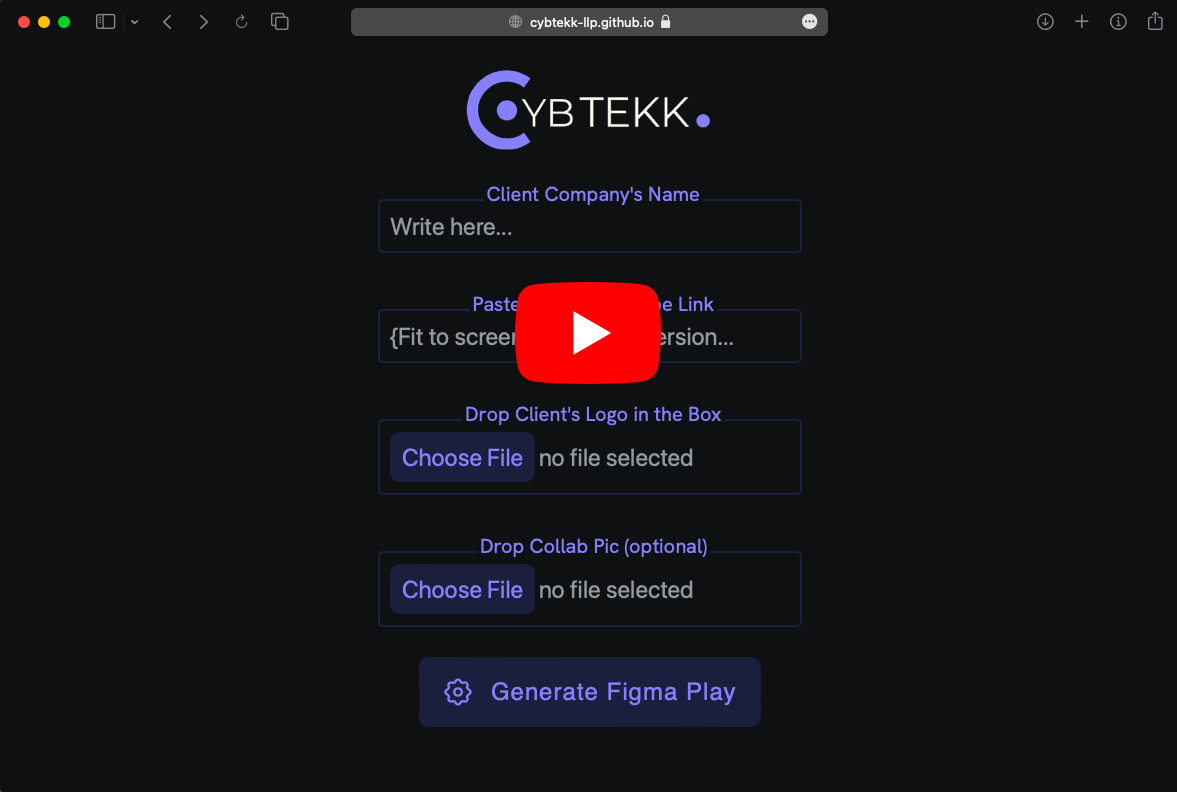 cybtekk-llp.github.io
CYBTEKK.
Client Company's Name
Write here...
Paste e Link
{Fit to screen ersion...
Drop Client's Logo in the Box
Choose File no file selected
Drop Collab Pic (optional)
Choose File no file selected
Generate Figma Play